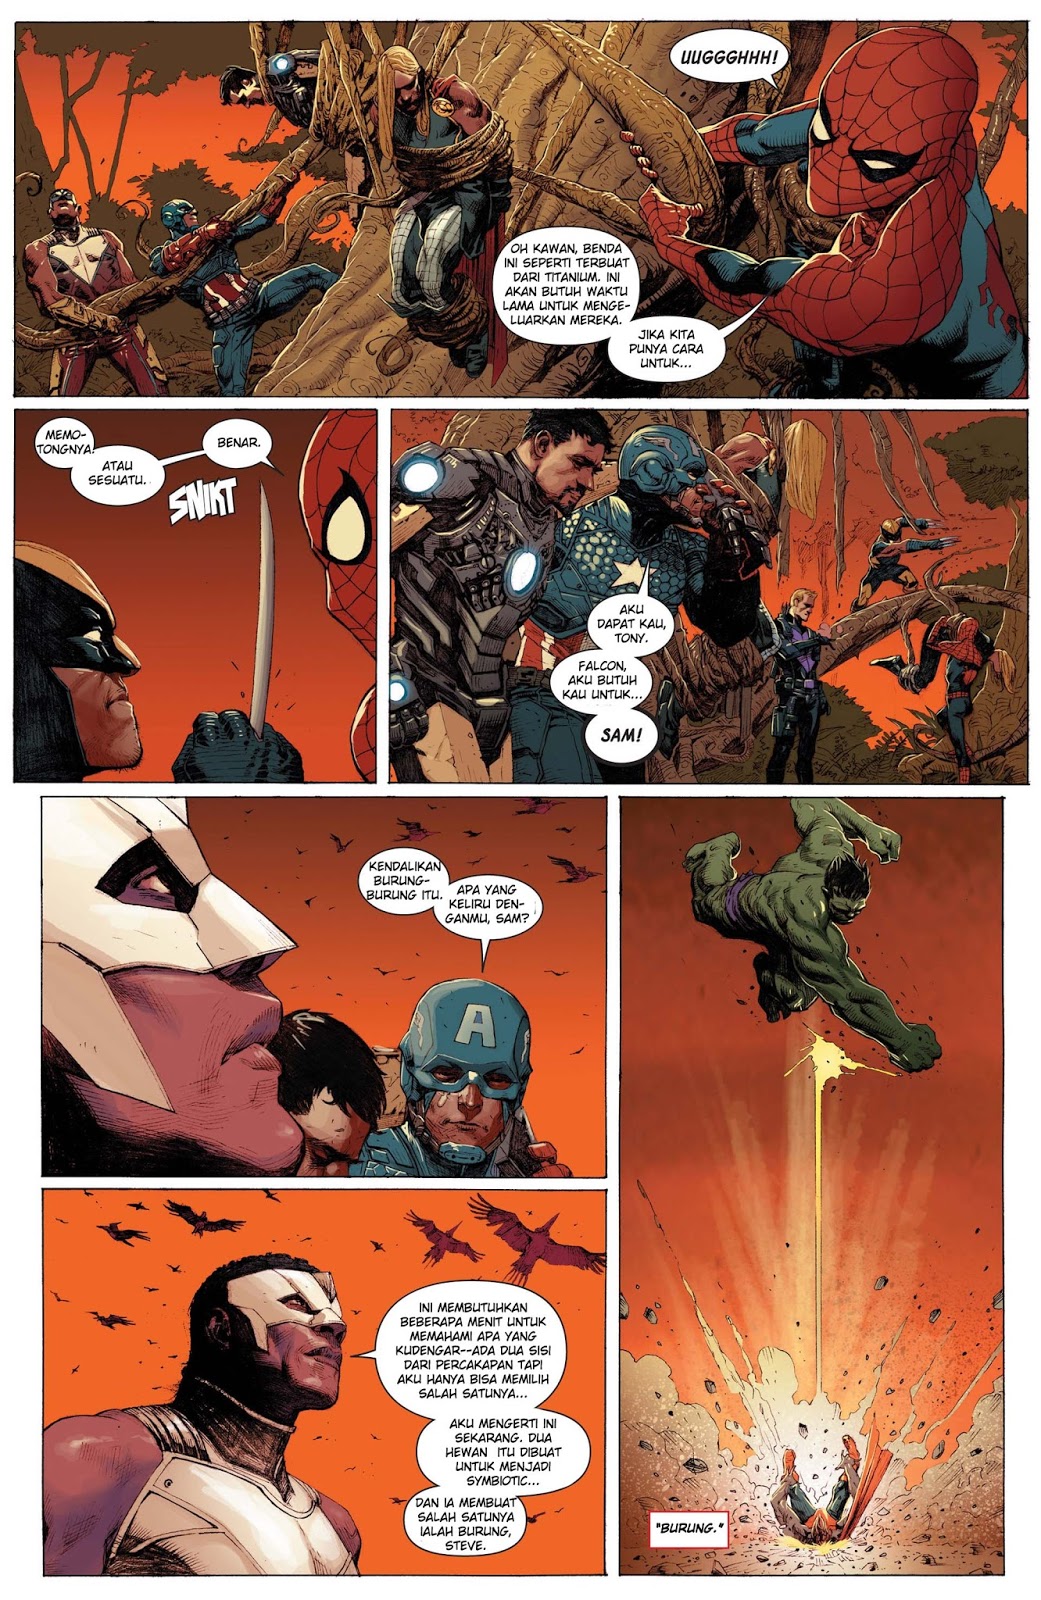 UUGGGHHH!
OH KAWAN, BENDA
INI SEPERTI TERBUAT
DARI TITANIUM. INI
AKAN BUTUH WAKTU
LAMA UNTUK MENGE-
LUARKAN MEREKA.
JIKA KITA
PUNYA CARA
UNTUK...
MEMO-
TONGNYA.
ATAU
SESUATU.
BENAR.
SNIKT
AKU
DAPAT KAU,
TONY.
FALCON,
AKU BUTUH
KAU UNTUK...
SAM!
KENDALIKAN
BURUNG-
BURUNG ITU.
APA YANG
KELIRU DEN-
GANMU, SAM?
A
INI MEMBUTUHKAN
BEBERAPA MENIT UNTUK
MEMAHAMI APA YANG
KUDENGAR--ADA DUA SISI
DARI PERCAKAPAN TAPI
AKU HANYA BISA MEMILIH
SALAH SATUNYA...
AKU MENGERTI INI
SEKARANG. DUA
HEWAN ITU DIBUAT
UNTUK MENJADI
SYMBIOTIC...
DAN IA MEMBUAT
SALAH SATUNYA
IALAH BURUNG,
STEVE.
"BURUNG."